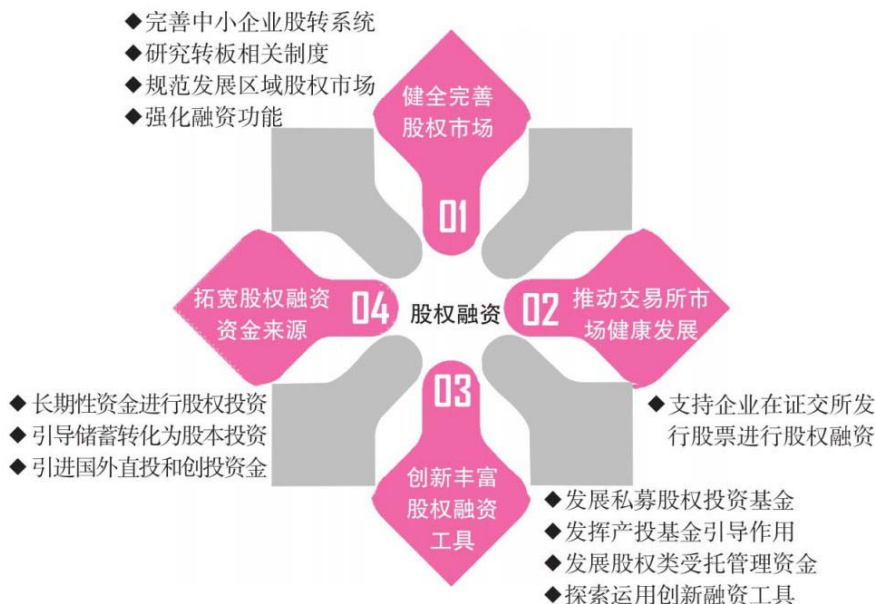 ◆完善中小企业股转系统
◆研究转板相关制度
◆规范发展区域股权市场
◆强化融资功能
健全完善
股权市场
01
拓宽股权融资
资金来源
04
股权融资
02
推动交易所市
场健康发展
◆长期性资金进行股权投资
◆引导储蓄转化为股本投资
◆引进国外直投和创投资金
03
创新丰富
股权融资
工具
◆支持企业在证交所发
行股票进行股权融资
◆发展私募股权投资基金
◆发挥产投基金引导作用
◆发展股权类受托管理资金
◆探索运用创新融资工具